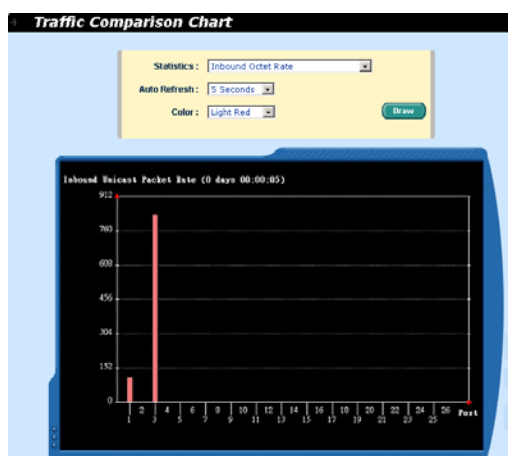 Traffic Comparison Chart
Statistics : Inbound Octet Rate
Auto Refresh : 5 Seconds
Color : Light Red Draw
Inbound Unicast Packet Rate (0 days 00:00:05)
912
760
608
456
304
152
0
2 4 6 8 10 12 14 16 18 20 22 24 26 Port
1 3 5 7 9 11 13 15 17 19 21 23 25